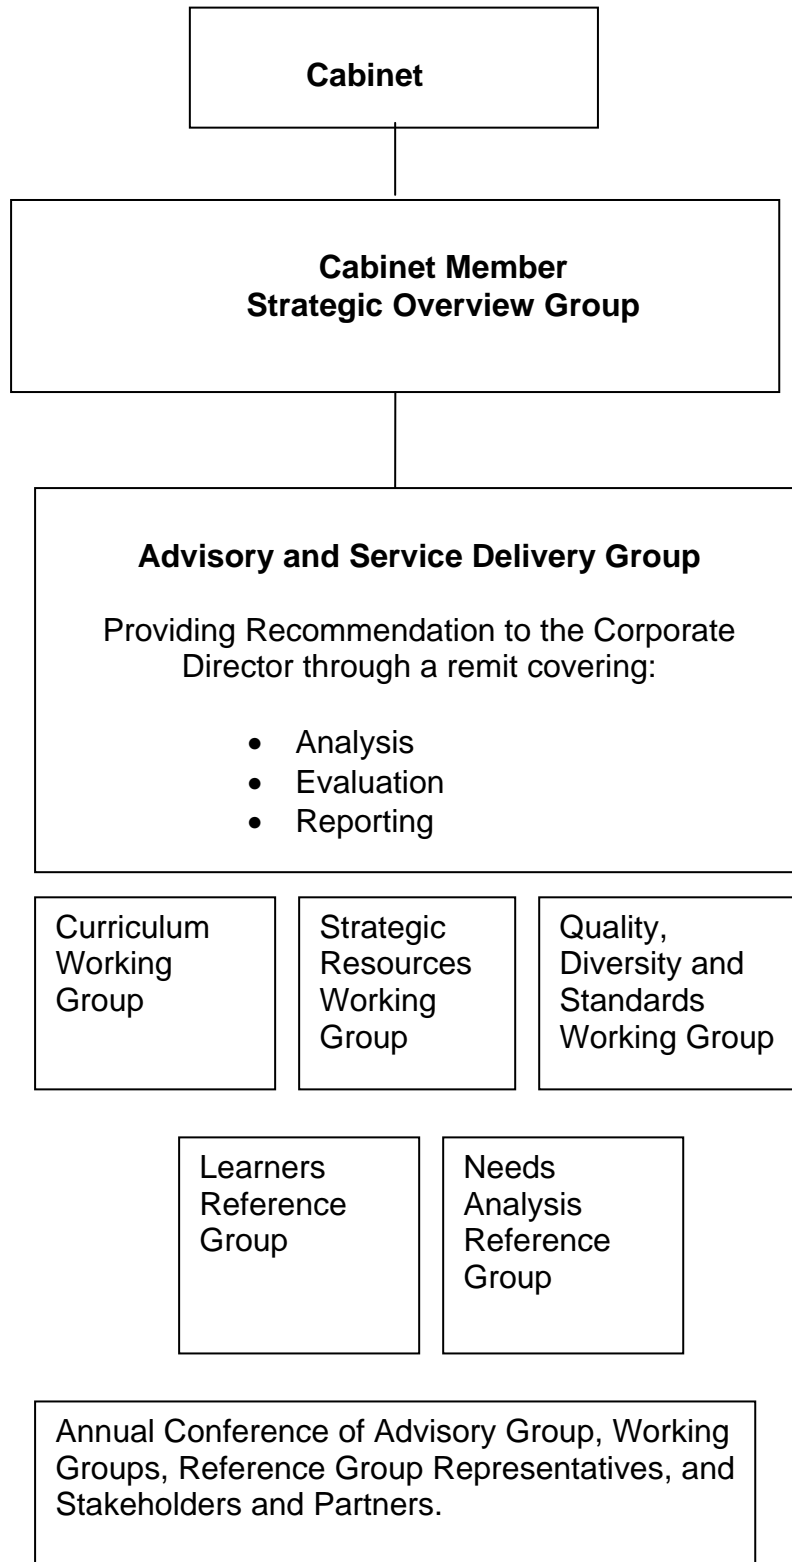 Cabinet
Cabinet Member
Strategic Overview Group
Advisory and Service Delivery Group
Providing Recommendation to the Corporate
Director through a remit covering:
• Analysis
• Evaluation
• Reporting
Curriculum
Working
Group
Strategic
Resources
Working
Group
Quality,
Diversity and
Standards
Working Group
Learners
Reference
Group
Needs
Analysis
Reference
Group
Annual Conference of Advisory Group, Working
Groups, Reference Group Representatives, and
Stakeholders and Partners.